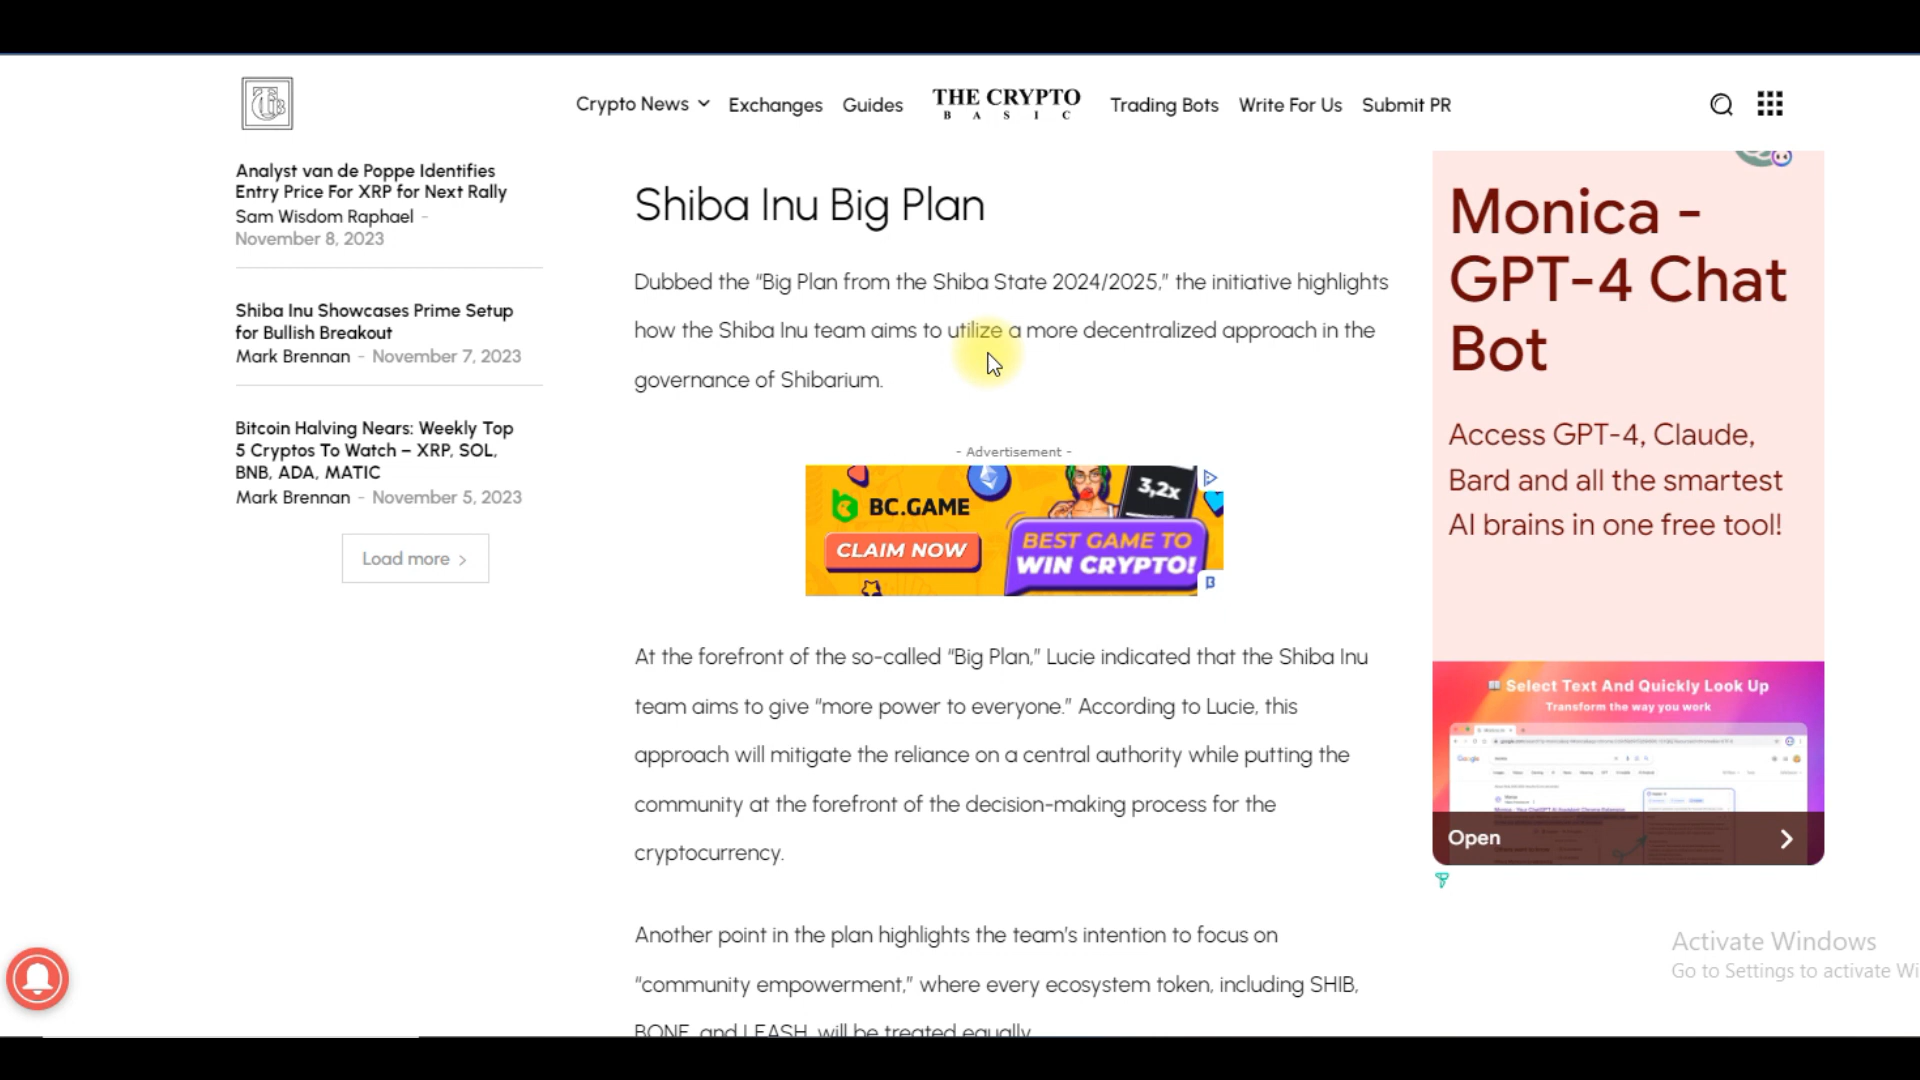 Crypto News
Exchanges
Guides
THE CRYPTO
BASIC
Trading Bots
Write For Us
Submit PR
Analyst van de Poppe Identifies
Entry Price For XRP for Next Rally
Sam Wisdom Raphael -
November 8, 2023
Shiba Inu Showcases Prime Setup
for Bullish Breakout
Mark Brennan - November 7, 2023
Bitcoin Halving Nears: Weekly Top
5 Cryptos To Watch – XRP, SOL,
BNB, ADA, MATIC
Mark Brennan - November 5, 2023
Load more
Shiba Inu Big Plan
Dubbed the “Big Plan from the Shiba State 2024/2025,” the initiative highlights
how the Shiba Inu team aims to utilize a more decentralized approach in the
governance of Shibarium.
- Advertisement -
BC.GAME
CLAIM NOW
3,2x
BEST GAME TO
WIN CRYPTO!
At the forefront of the so-called “Big Plan,” Lucie indicated that the Shiba Inu
team aims to give “more power to everyone.” According to Lucie, this
approach will mitigate the reliance on a central authority while putting the
community at the forefront of the decision-making process for the
cryptocurrency.
Another point in the plan highlights the team’s intention to focus on
“community empowerment,” where every ecosystem token, including SHIB,
BONE, and LEASH, will be treated equally.
Monica -
GPT-4 Chat
Bot
Access GPT-4, Claude,
Bard and all the smartest
AI brains in one free tool!
Select Text And Quickly Look Up
Transform the way you work
Google
Open
Activate Windows
Go to Settings to activate Wi